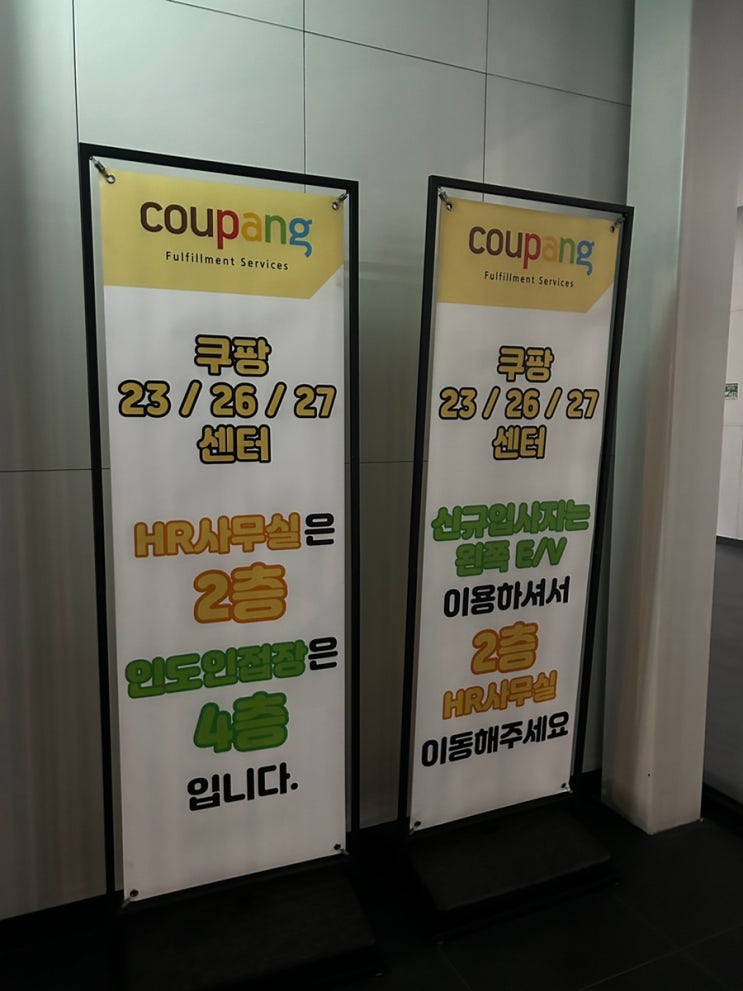 coupang
Fulfillment Services
쿠팡
23 / 26 / 27
센터
HR사무실은
2층
인도인접장은
4층
입니다.
coupang
Fulfillment Services
쿠팡
23 / 26 / 27
센터
신규입사자는
왼쪽 E/V
이용하셔서
2층
HR사무실
이동해주세요